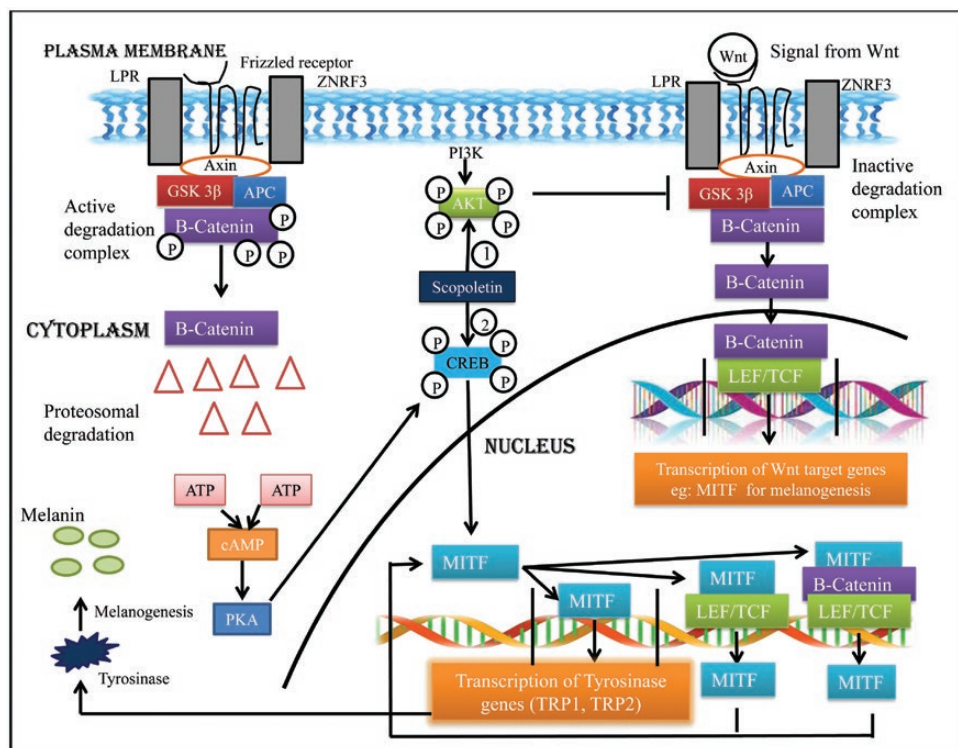 PLASMA MEMBRANE
Frizzled receptor
LPR
ZNRF3
Wnt
Signal from Wnt
LPR
ZNRF3
Axin
GSK 3β
APC
B-Catenin
P
P
P
P
Active
degradation
complex
PI3K
P
P
AKT
P
P
1
Scopoletin
2
P
P
CREB
P
P
Axin
GSK 3β
APC
B-Catenin
Inactive
degradation
complex
B-Catenin
B-Catenin
LEF/TCF
CYTOPLASM
B-Catenin
Proteosomal
degradation
NUCLEUS
Transcription of Wnt target genes
eg: MITF for melanogenesis
ATP
ATP
cAMP
PKA
Melanin
Melanogenesis
Tyrosinase
MITF
MITF
MITF
LEF/TCF
MITF
B-Catenin
LEF/TCF
Transcription of Tyrosinase
genes (TRP1, TRP2)
MITF
MITF